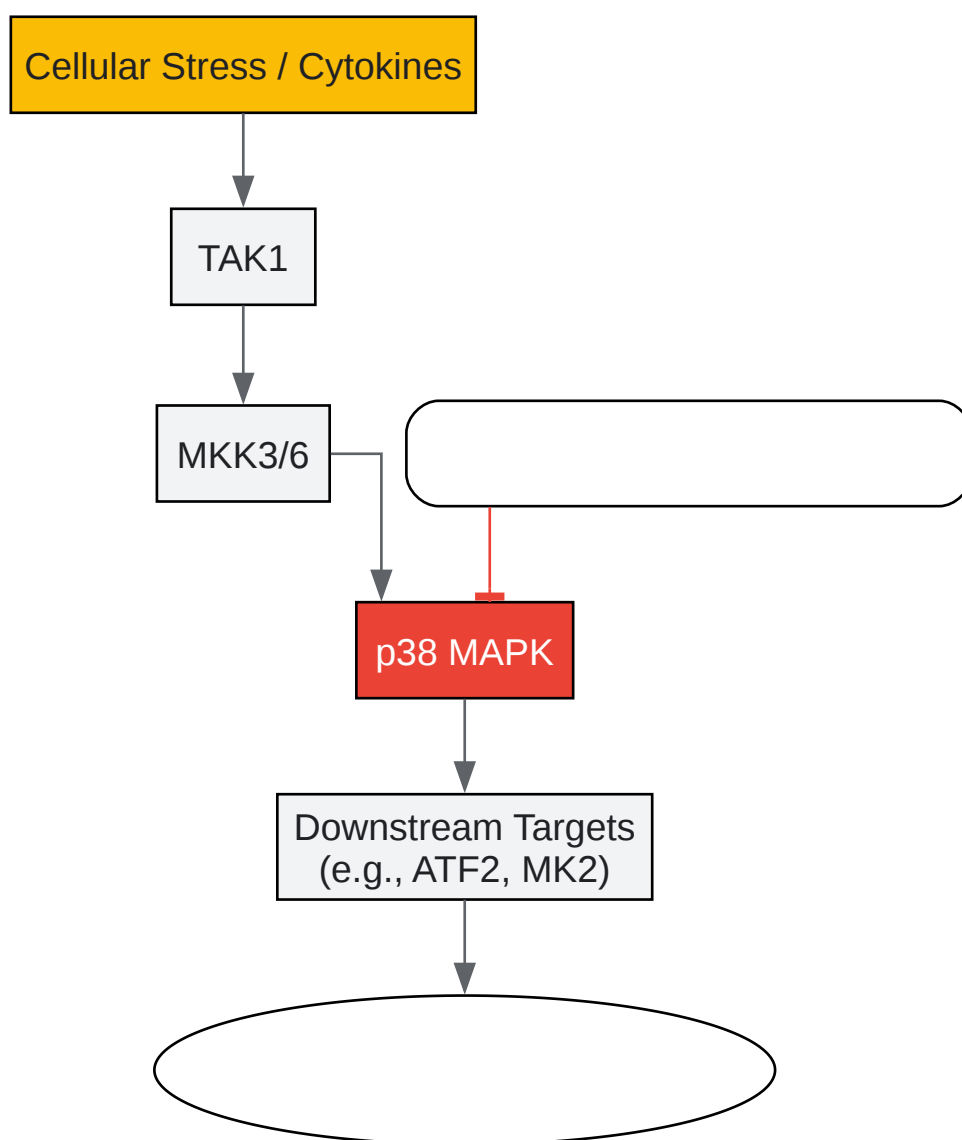 Cellular Stress / Cytokines
TAK1
MKK3/6
p38 MAPK
Downstream Targets
(e.g., ATF2, MK2)